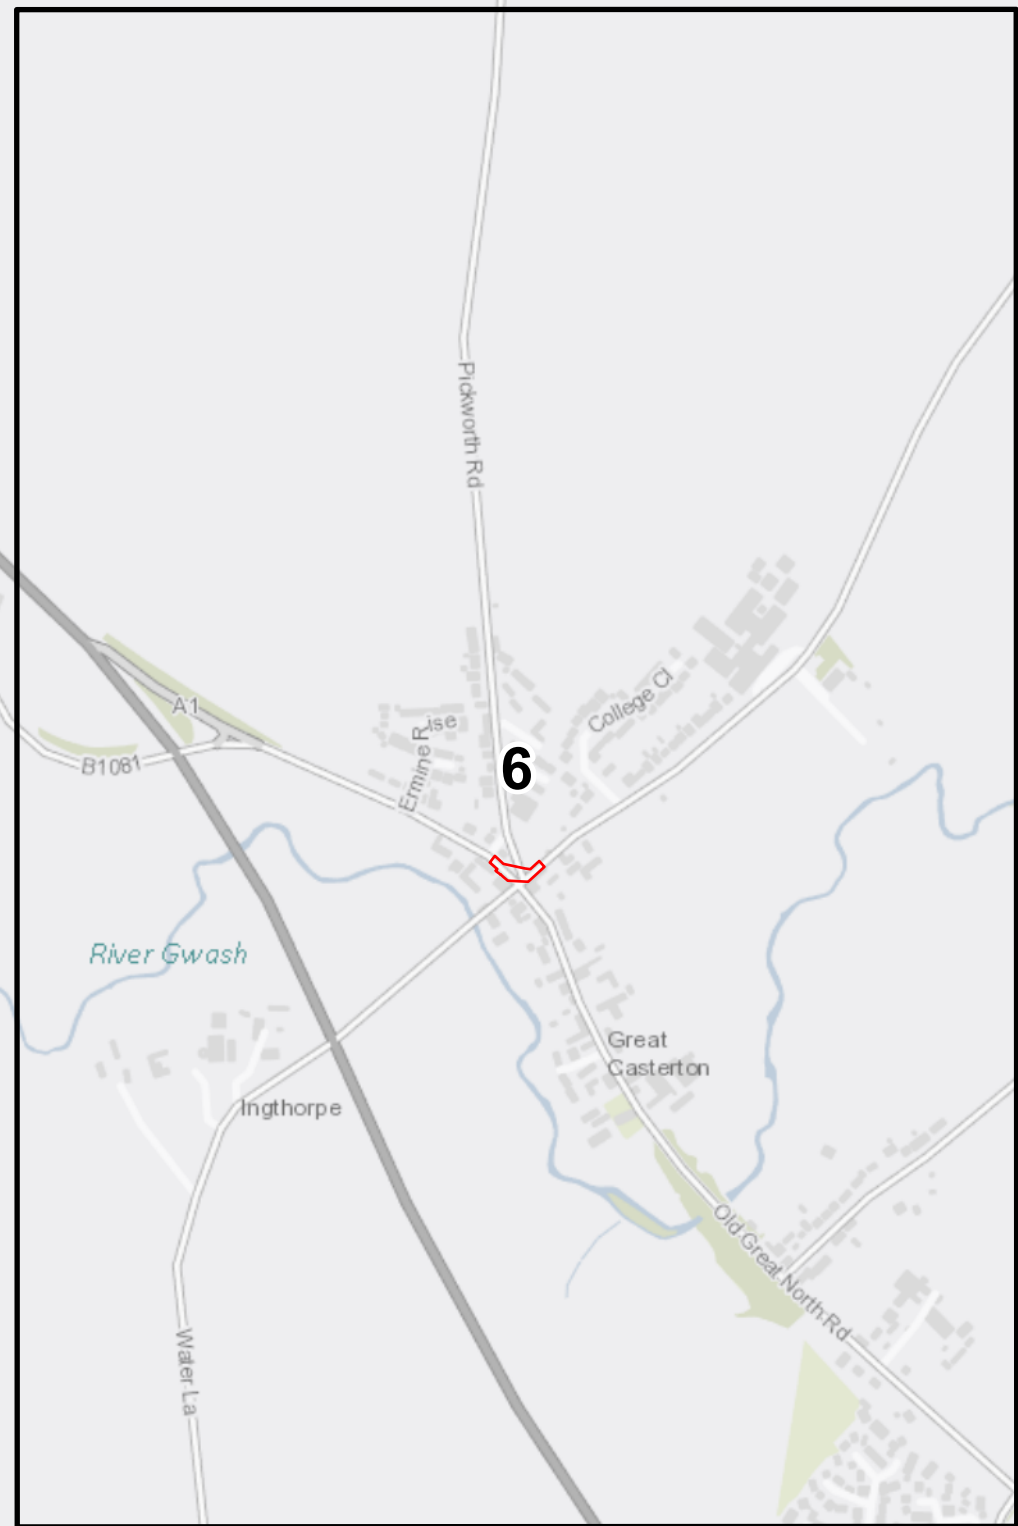 Pickworth Rd
College Cl
A1
Ermine Rise
6
B1081
River Gwash
Great
Casterton
Ingthorpe
Old Great North Rd
Water La